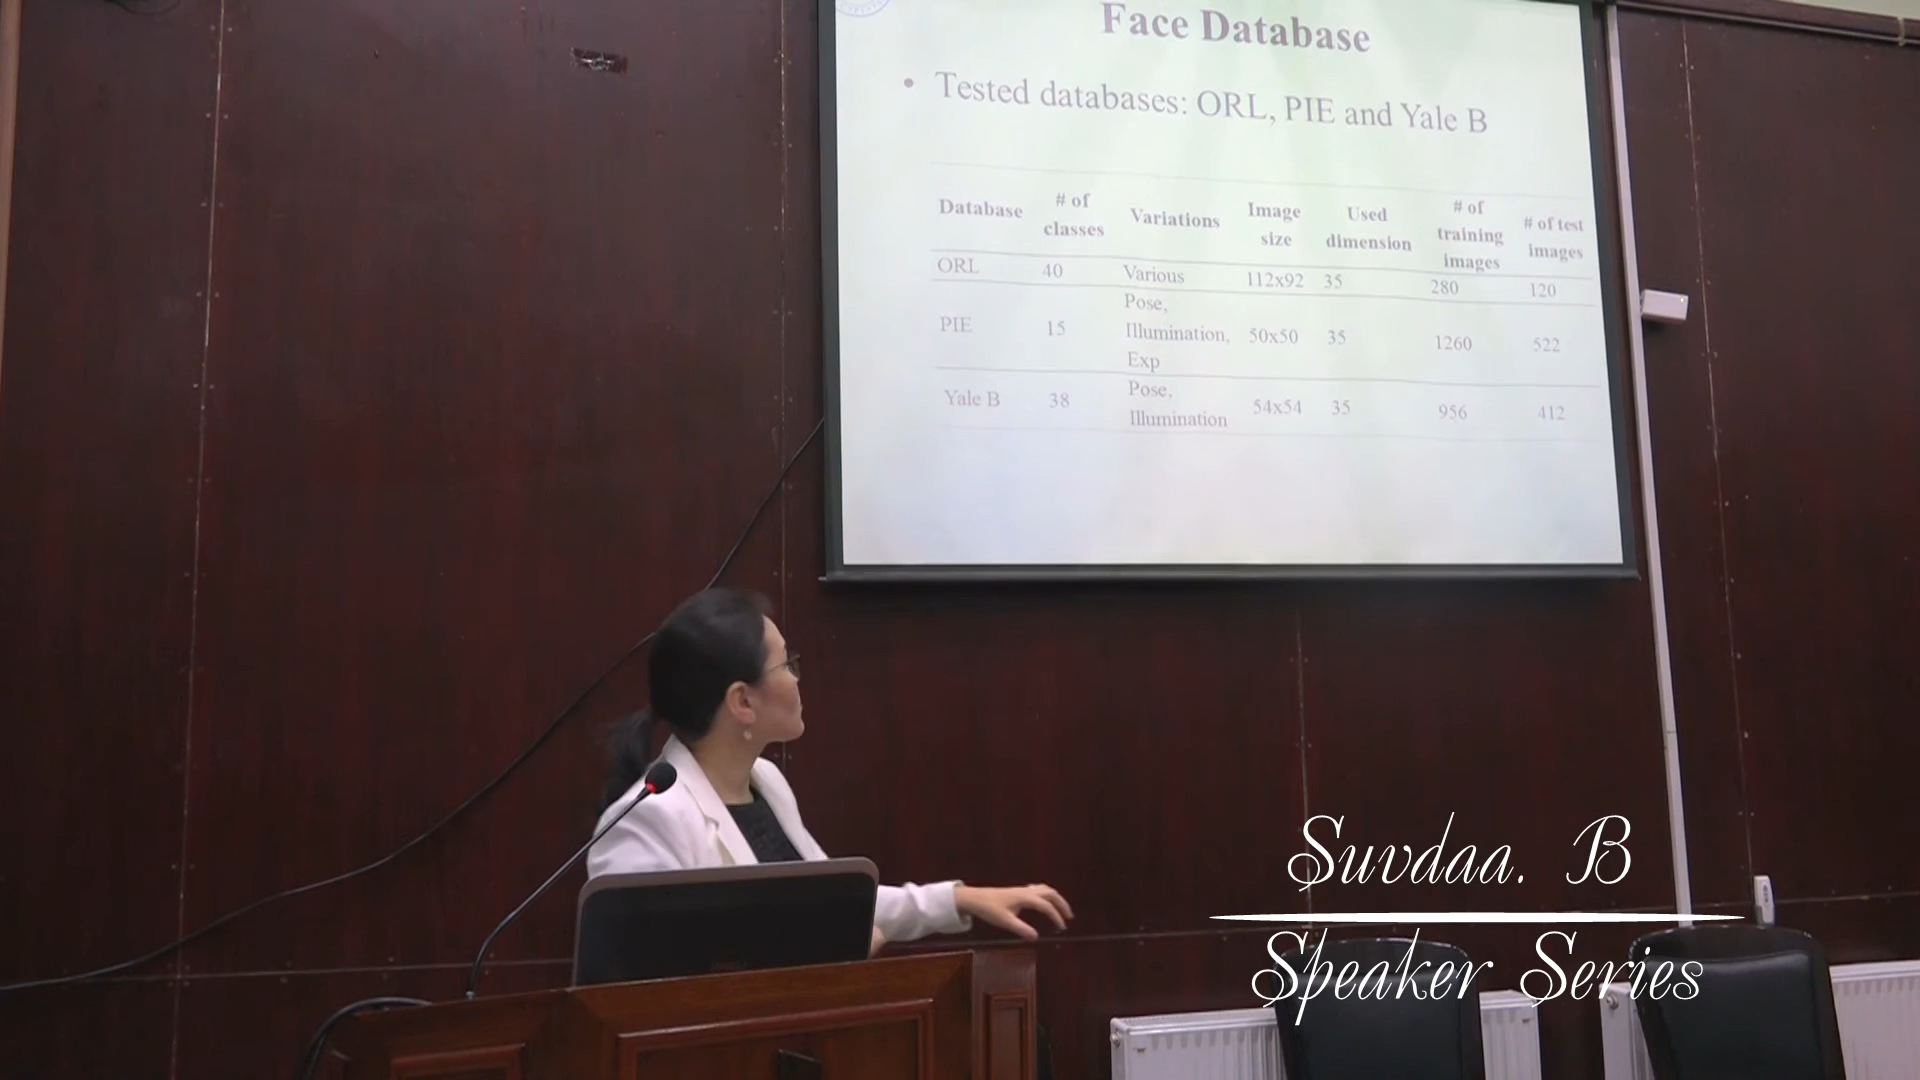 Face Database
• Tested databases: ORL, PIE and Yale B
Database # of classes Variations Image size Used dimension # of training images # of test images
ORL 40 Various 112x92 35 280 120
PIE 15 Pose, Illumination, Exp 50x50 35 1260 522
Yale B 38 Pose, Illumination 54x54 35 956 412
Suvdaa. B
Speaker Series